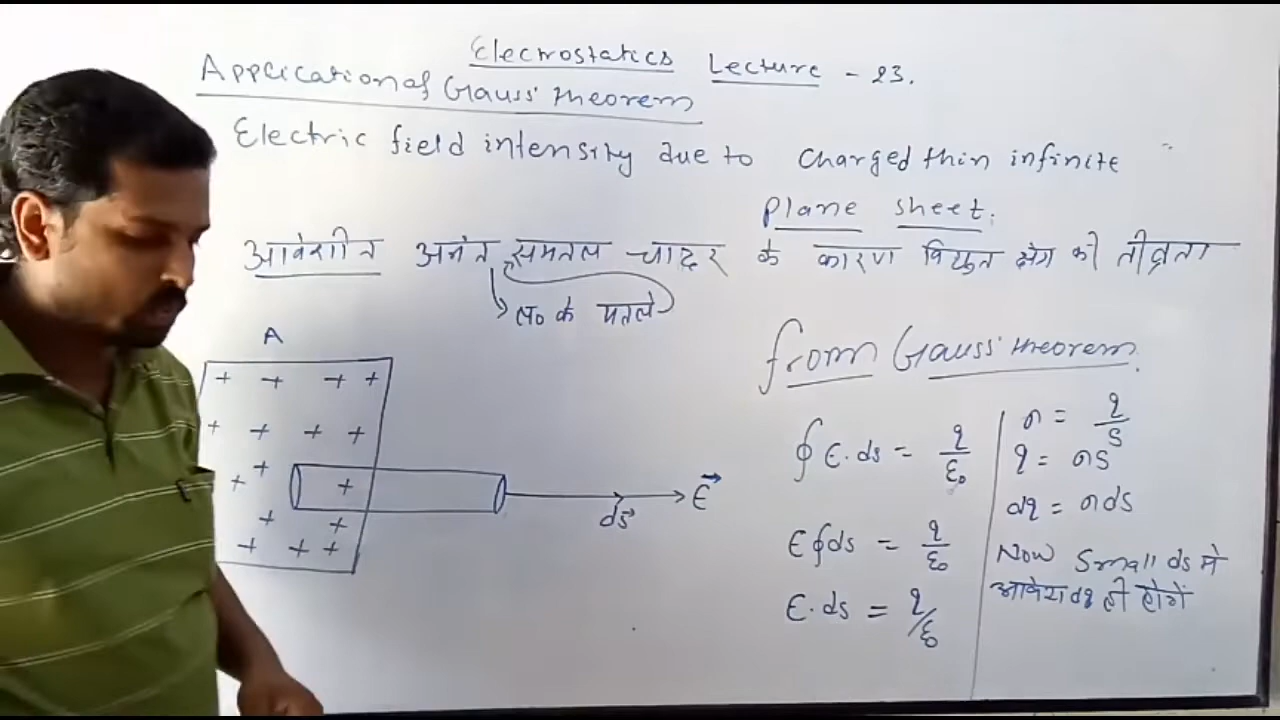 Electrostatics Lecture - 23.
Application of Gauss' theorem
Electric field intensity due to charged thin infinite
plane sheet.
आवेशीत अनंत समतल चादर के कारण विद्युत क्षेत्र की तीव्रता
के पतले
A
+ + + +
+ + + +
+ +
+
+ +
+ + +
ds→ E→
from Gauss' theorem.
∮ E.ds = q/ε₀
E∮ds = q/ε₀
E.ds = q/ε₀
σ = q/s
q = σs
dq = σds
Now small ds मे
आवेश dq ही होगें